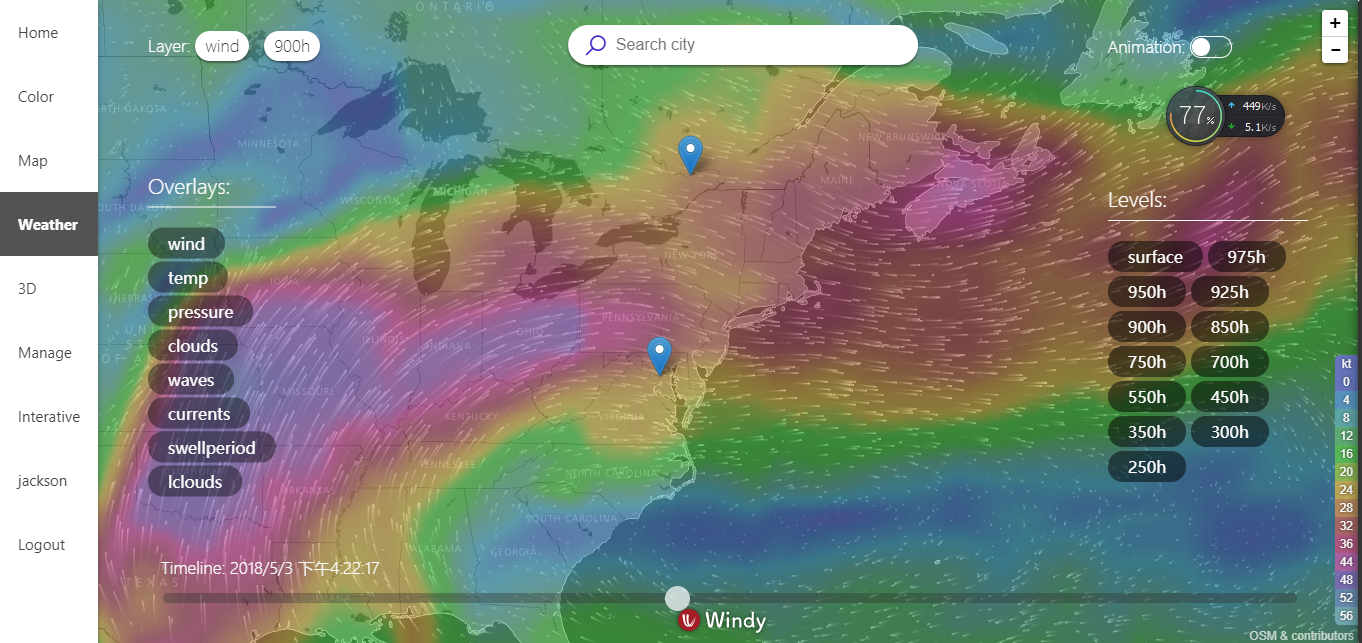 Home
Color
Map
Weather
3D
Manage
Interative
jackson
Logout
Layer: wind 900h
Search city
Animation:
+
−
77%
449K/s
5.1K/s
Overlays:
wind
temp
pressure
clouds
waves
currents
swellperiod
lclouds
Levels:
surface 975h
950h 925h
900h 850h
750h 700h
550h 450h
350h 300h
250h
ONTARIO
MINNESOTA
WISCONSIN
MICHIGAN
NEW BRUNSWICK
MAINE
NOVA SCOTIA
NEW YORK
IOWA
PENNSYLVANIA
OHIO
ILLINOIS
INDIANA
MISSOURI
KENTUCKY
VIRGINIA
TENNESSEE
NORTH CAROLINA
ARKANSAS
SOUTH CAROLINA
ALABAMA
GEORGIA
TEXAS
kt
0
4
8
12
16
20
24
28
32
36
44
48
52
56
Timeline: 2018/5/3 下午4:22:17
Windy
OSM & contributors